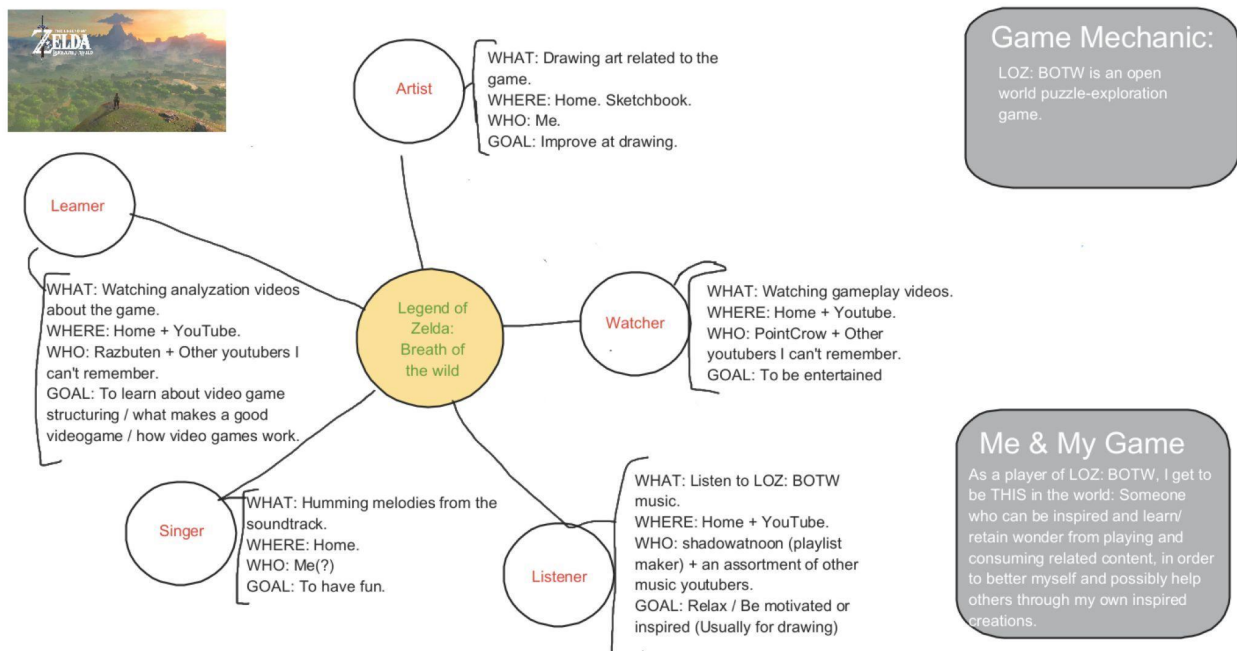 THE LEGEND OF
ZELDA
BREATH OF THE WILD
Artist
WHAT: Drawing art related to the
game.
WHERE: Home. Sketchbook.
WHO: Me.
GOAL: Improve at drawing.
Game Mechanic:
LOZ: BOTW is an open
world puzzle-exploration
game.
Learner
WHAT: Watching analyzation videos
about the game.
WHERE: Home + YouTube.
WHO: Razbuten + Other youtubers I
can't remember.
GOAL: To learn about video game
structuring / what makes a good
videogame / how video games work.
Legend of
Zelda:
Breath of
the wild
Watcher
WHAT: Watching gameplay videos.
WHERE: Home + Youtube.
WHO: PointCrow + Other
youtubers I can't remember.
GOAL: To be entertained
Singer
WHAT: Humming melodies from the
soundtrack.
WHERE: Home.
WHO: Me(?)
GOAL: To have fun.
Listener
WHAT: Listen to LOZ: BOTW
music.
WHERE: Home + YouTube.
WHO: shadowatnoon (playlist
maker) + an assortment of other
music youtubers.
GOAL: Relax / Be motivated or
inspired (Usually for drawing)
Me & My Game
As a player of LOZ: BOTW, I get to
be THIS in the world: Someone
who can be inspired and learn/
retain wonder from playing and
consuming related content, in order
to better myself and possibly help
others through my own inspired
creations.